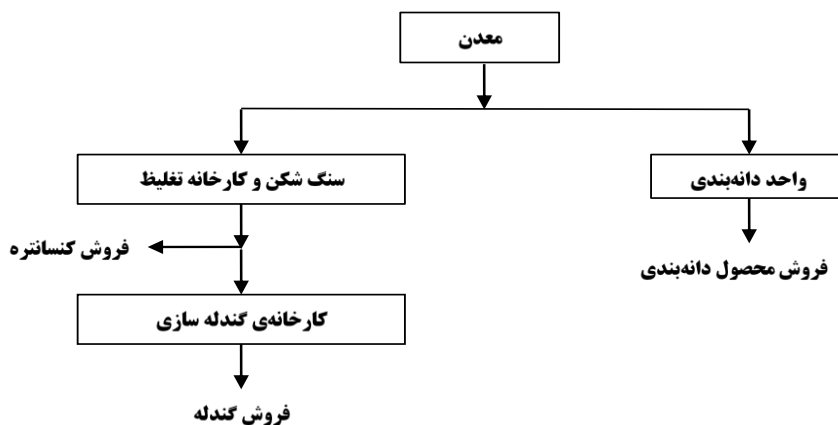 معدن
واحد دانه‌بندی
سنگ شکن و کارخانه تغلیظ
فروش محصول دانه‌بندی
فروش کنسانتره
کارخانه‌ی گندله سازی
فروش گندله